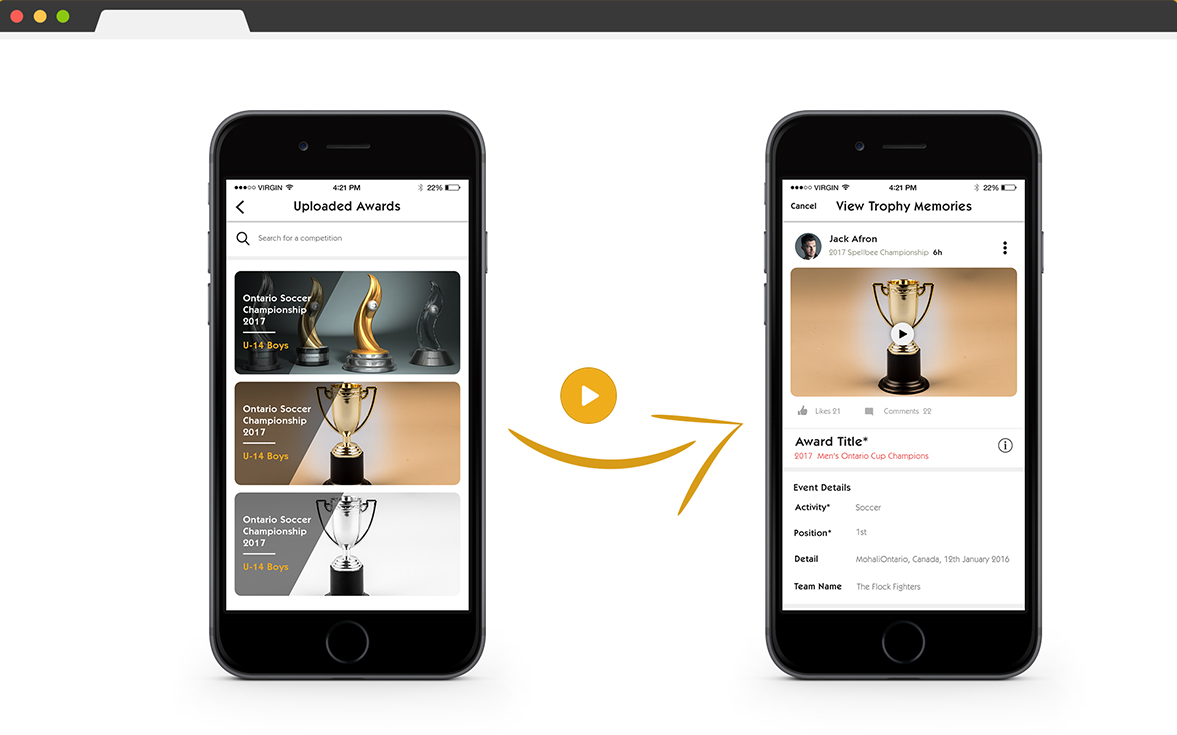 VIRGIN 4:21 PM 22%
Uploaded Awards
Search for a competition
Ontario Soccer
Championship
2017
U-14 Boys
Ontario Soccer
Championship
2017
U-14 Boys
Ontario Soccer
Championship
2017
U-14 Boys
VIRGIN 4:21 PM 22%
Cancel View Trophy Memories
Jack Afron
2017 Spellbee Championship 6h
Likes 21 Comments 22
Award Title*
2017 Men's Ontario Cup Champions
Event Details
Activity* Soccer
Position* 1st
Detail MohaliOntario, Canada, 12th January 2016
Team Name The Flock Fighters